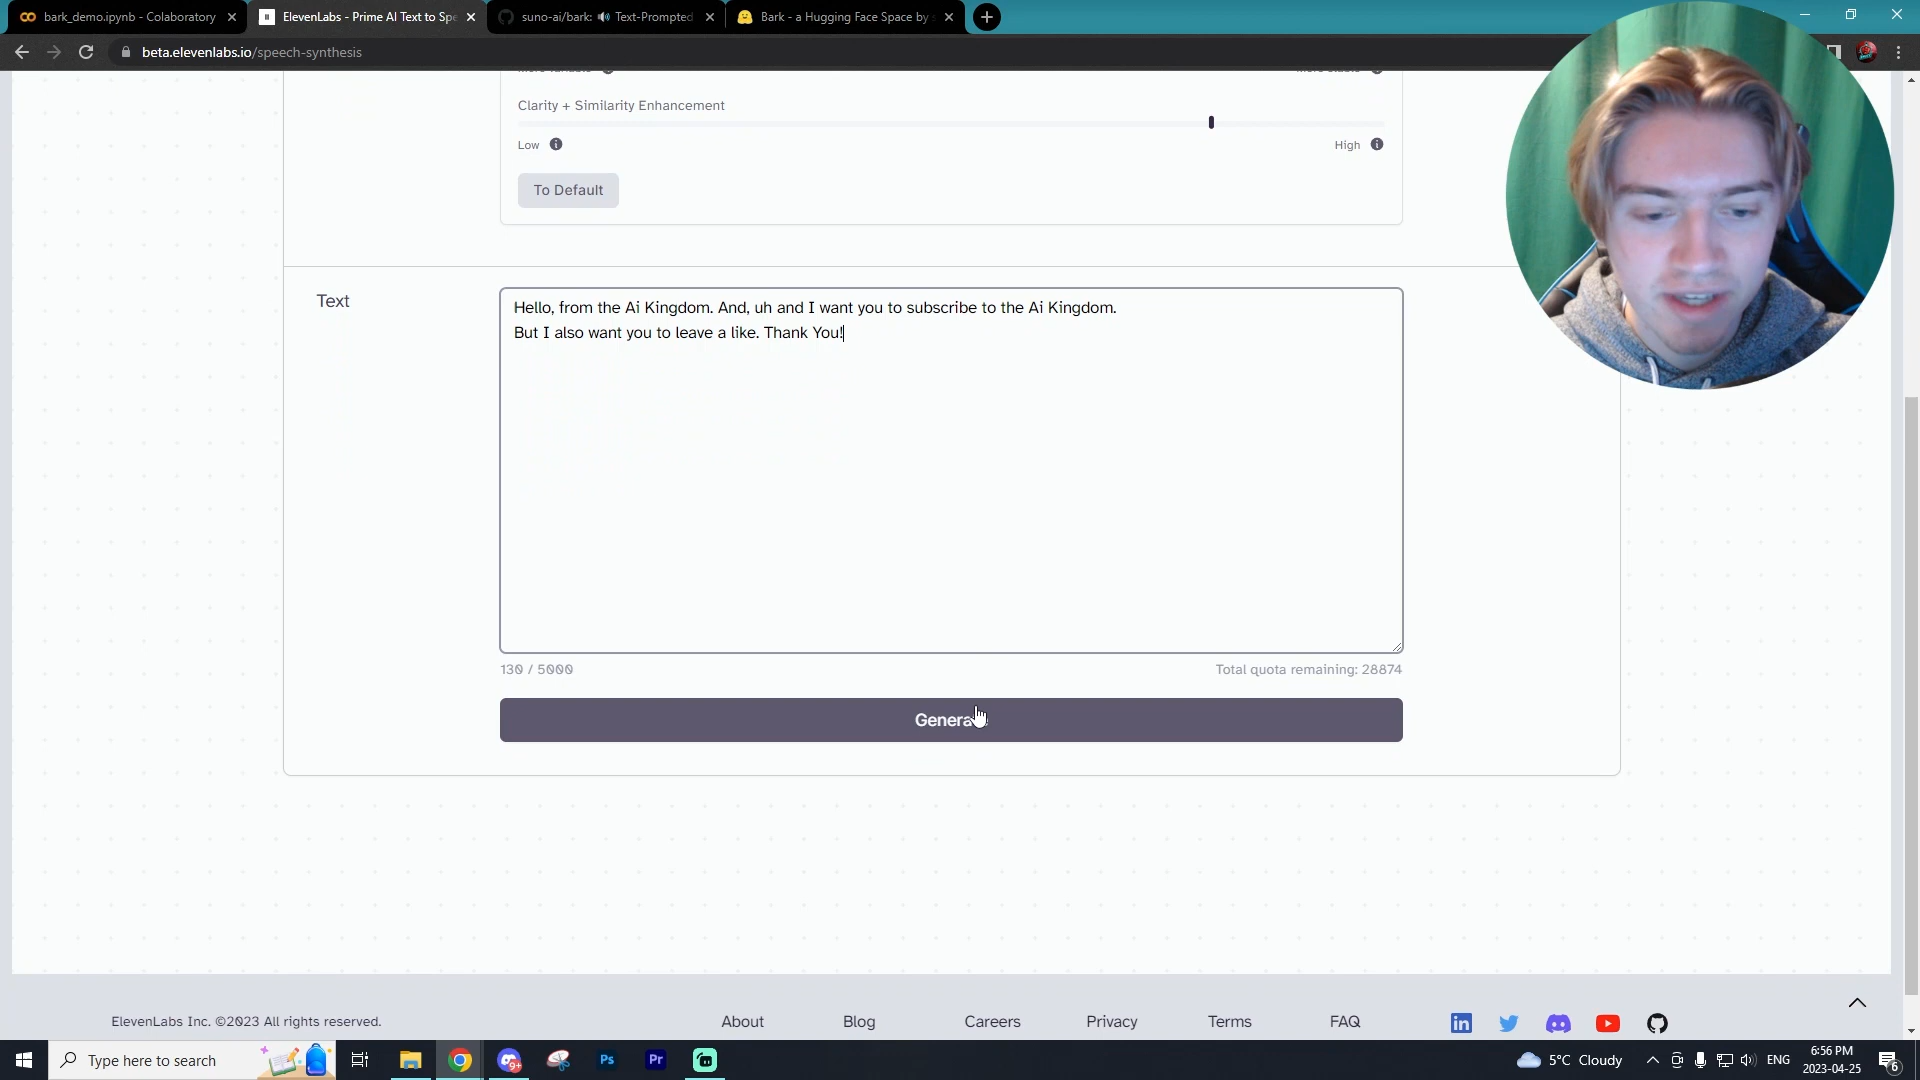 bark_demo.ipynb - Colaboratory
ElevenLabs - Prime AI Text to Spe
suno-ai/bark: 🔊 Text-Prompted
Bark - a Hugging Face Space by s
beta.elevenlabs.io/speech-synthesis
Clarity + Similarity Enhancement
Low
High
To Default
Text
Hello, from the Ai Kingdom. And, uh and I want you to subscribe to the Ai Kingdom.
But I also want you to leave a like. Thank You!
130 / 5000
Total quota remaining: 28874
Genera
ElevenLabs Inc. ©2023 All rights reserved.
About
Blog
Careers
Privacy
Terms
FAQ
Type here to search
9+
Ps
Pr
5°C Cloudy
ENG
6:56 PM
2023-04-25
6